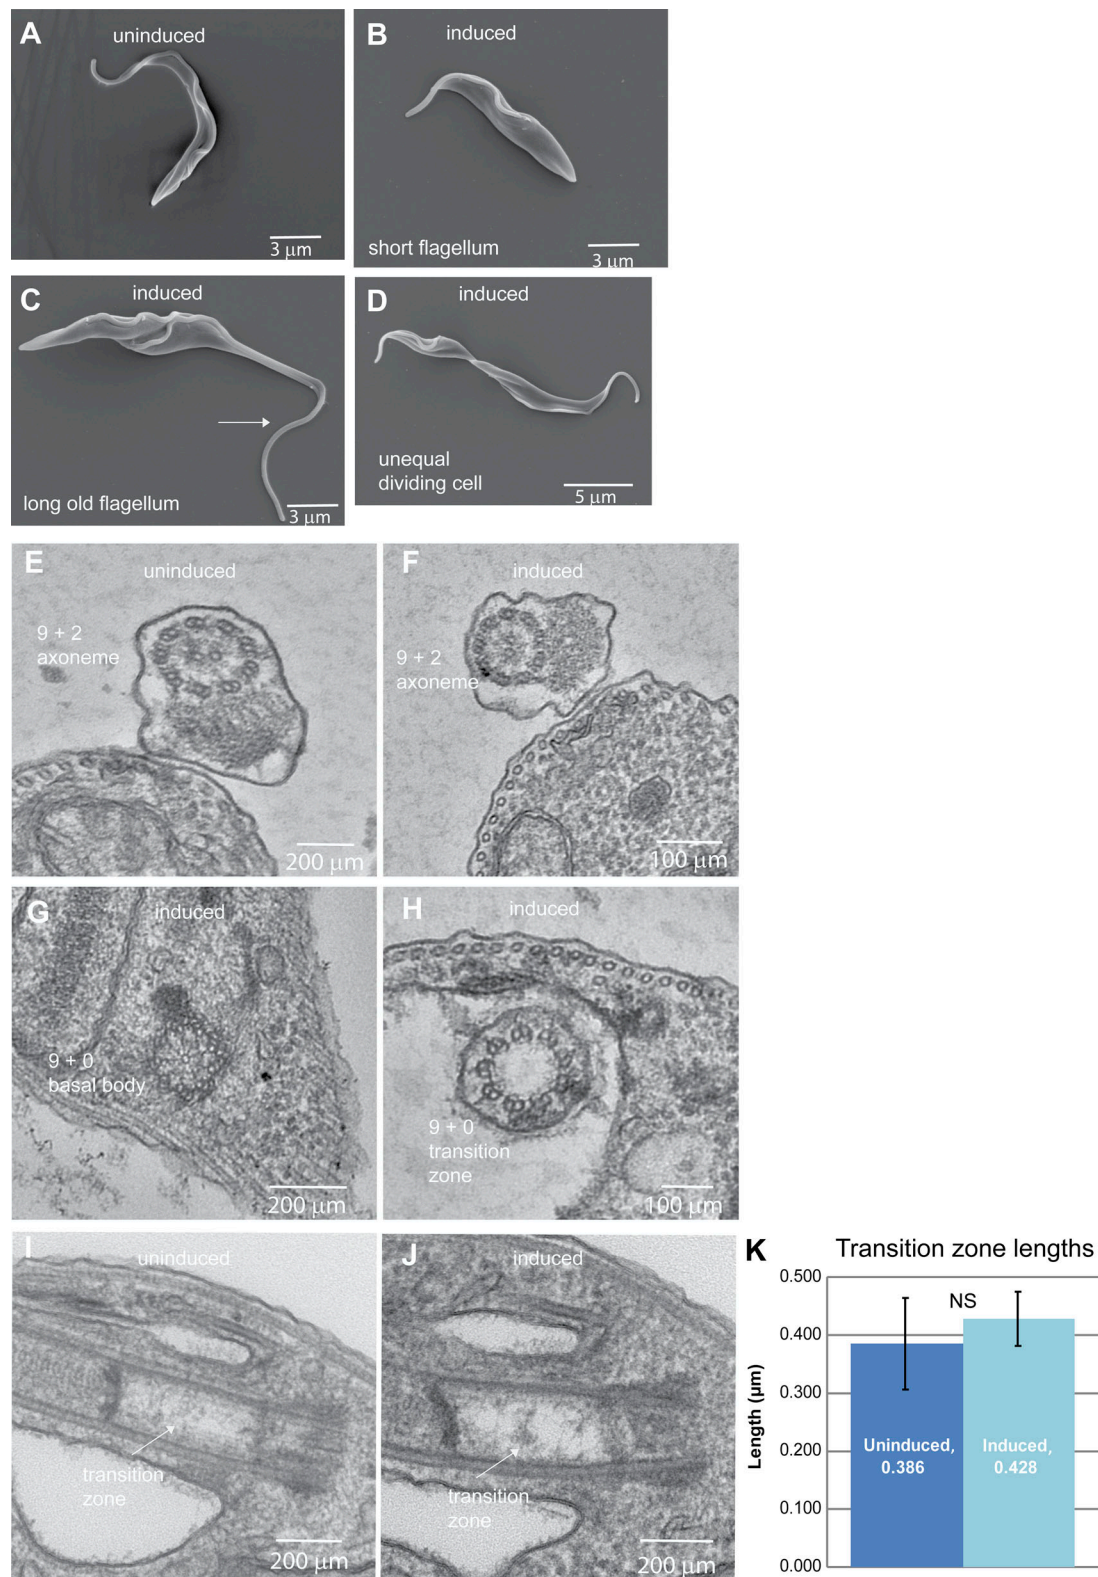 A
uninduced
3 μm
B
induced
short flagellum
3 μm
C
induced
long old flagellum
3 μm
D
induced
unequal
dividing cell
5 μm
E
uninduced
9 + 2
axoneme
200 μm
F
induced
9 + 2
axoneme
100 μm
G
induced
9 + 0
basal body
200 μm
H
induced
9 + 0
transition
zone
100 μm
I
uninduced
transition
zone
200 μm
J
induced
transition
zone
200 μm
K
Transition zone lengths
Length (μm)
0.500
0.400
0.300
0.200
0.100
0.000
NS
Uninduced,
0.386
Induced,
0.428